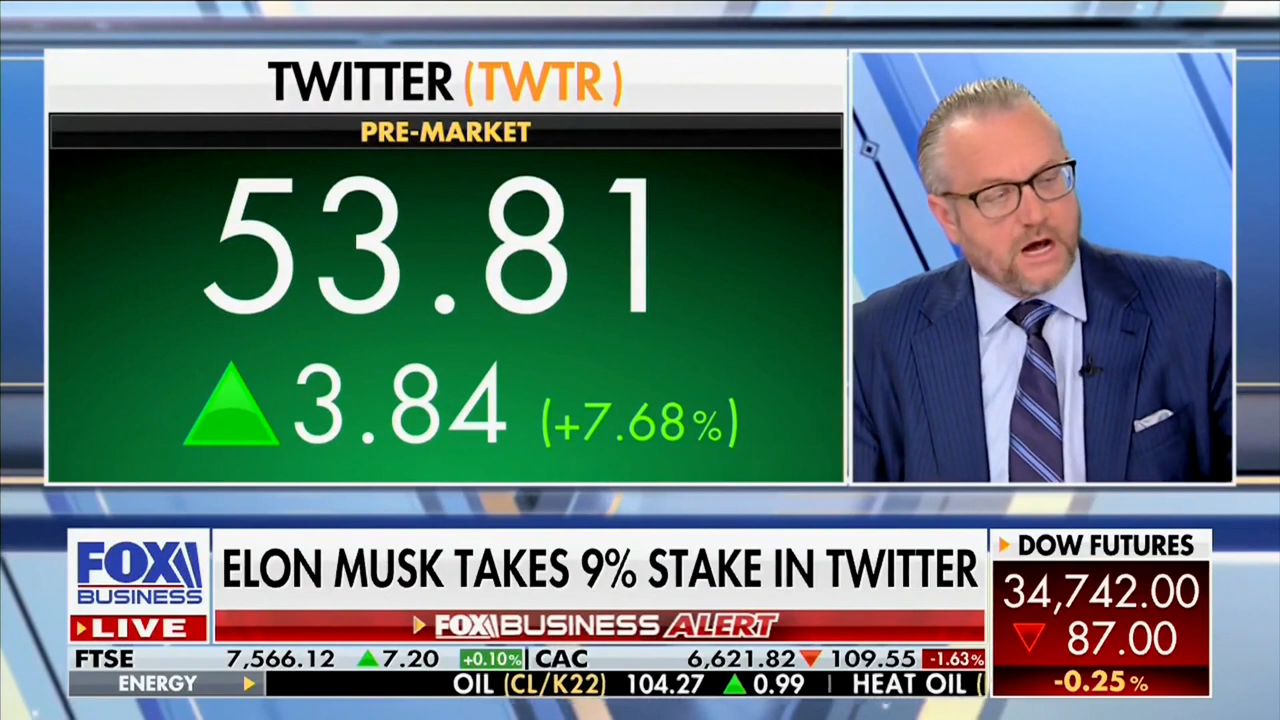 TWITTER (TWTR)
PRE-MARKET
53.81
3.84 (+7.68%)
FOX BUSINESS
LIVE
ELON MUSK TAKES 9% STAKE IN TWITTER
FOX BUSINESS ALERT
DOW FUTURES
34,742.00
87.00
-0.25%
FTSE 7,566.12 7.20 +0.10% CAC 6,621.82 109.55 -1.63%
ENERGY OIL (CL/K22) 104.27 0.99 HEAT OIL (